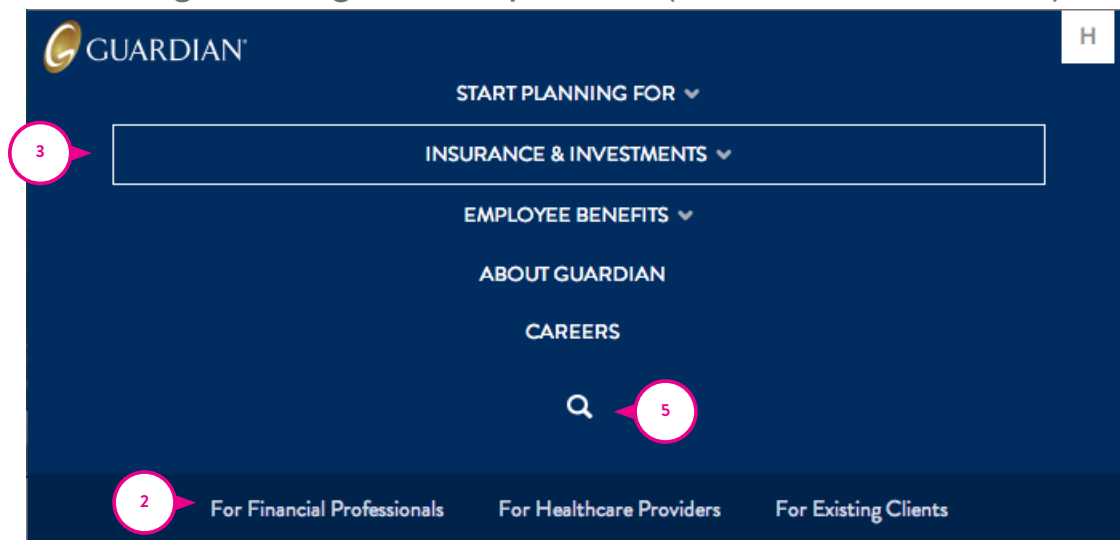 GUARDIAN®
H
START PLANNING FOR
3
INSURANCE & INVESTMENTS
EMPLOYEE BENEFITS
ABOUT GUARDIAN
CAREERS
5
2
For Financial Professionals For Healthcare Providers For Existing Clients